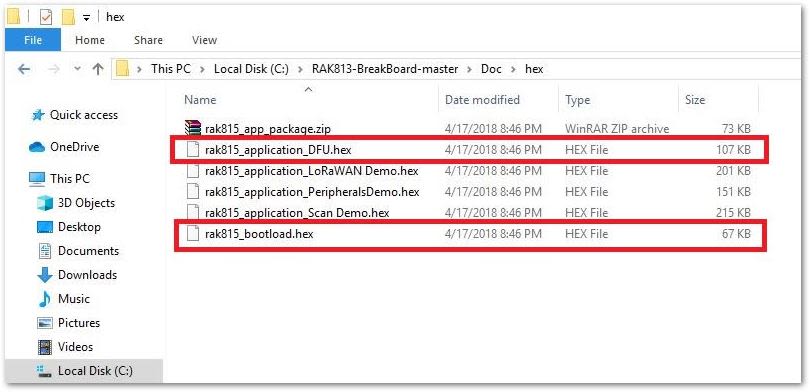 hex
File Home Share View
This PC Local Disk (C:) RAK813-BreakBoard-master Doc hex
Name Date modified Type Size
Quick access
OneDrive
This PC
3D Objects
Desktop
Documents
Downloads
Music
Pictures
Videos
Local Disk (C:)
rak815_app_package.zip 4/17/2018 8:46 PM WinRAR ZIP archive 73 KB
rak815_application_DFU.hex 4/17/2018 8:46 PM HEX File 107 KB
rak815_application_LoRaWAN Demo.hex 4/17/2018 8:46 PM HEX File 201 KB
rak815_application_PeripheralsDemo.hex 4/17/2018 8:46 PM HEX File 151 KB
rak815_application_Scan Demo.hex 4/17/2018 8:46 PM HEX File 215 KB
rak815_bootload.hex 4/17/2018 8:46 PM HEX File 67 KB